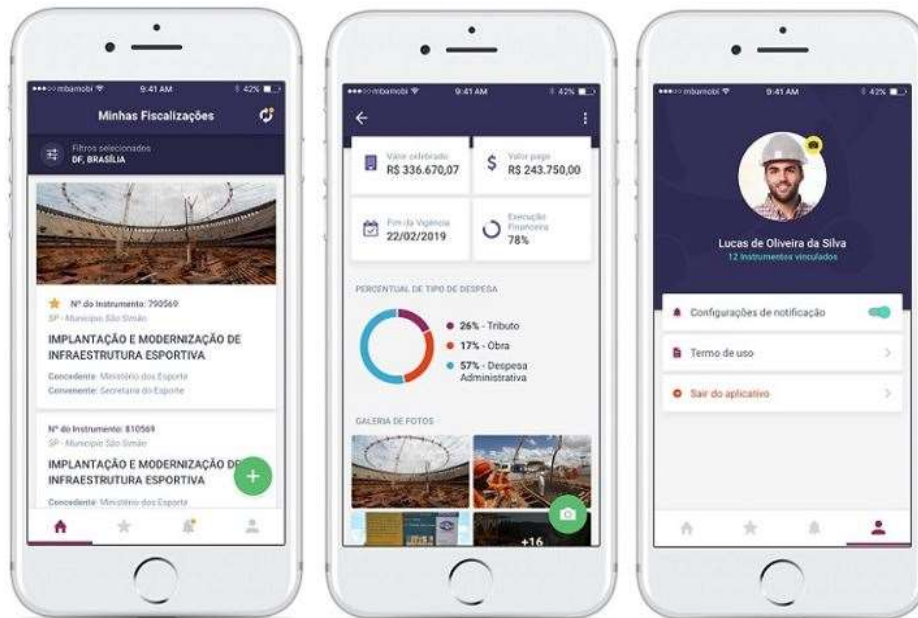 mbamobi
9:41 AM
42%
Minhas Fiscalizações
Filtros selecionados
DF, BRASÍLIA
Nº do Instrumento: 790569
SP - Município São Simão
IMPLANTAÇÃO E MODERNIZAÇÃO DE
INFRAESTRUTURA ESPORTIVA
Concedente: Ministério dos Esporte
Convenente: Secretaria do Esporte
Nº do Instrumento: 810569
SP - Município São Simão
IMPLANTAÇÃO E MODERNIZAÇÃO DE
INFRAESTRUTURA ESPORTIVA
Concedente: Ministério dos Esporte
mbamobi
9:41 AM
42%
Valor celebrado
R$ 336.670,07
Valor pago
R$ 243.750,00
Fim da Vigência
22/02/2019
Execução
Financeira
78%
PERCENTUAL DE TIPO DE DESPESA
26% - Tributo
17% - Obra
57% - Despesa
Administrativa
GALERIA DE FOTOS
+16
mbamobi
9:41 AM
42%
Lucas de Oliveira da Silva
12 Instrumentos vinculados
Configurações de notificação
Termo de uso
Sair do aplicativo